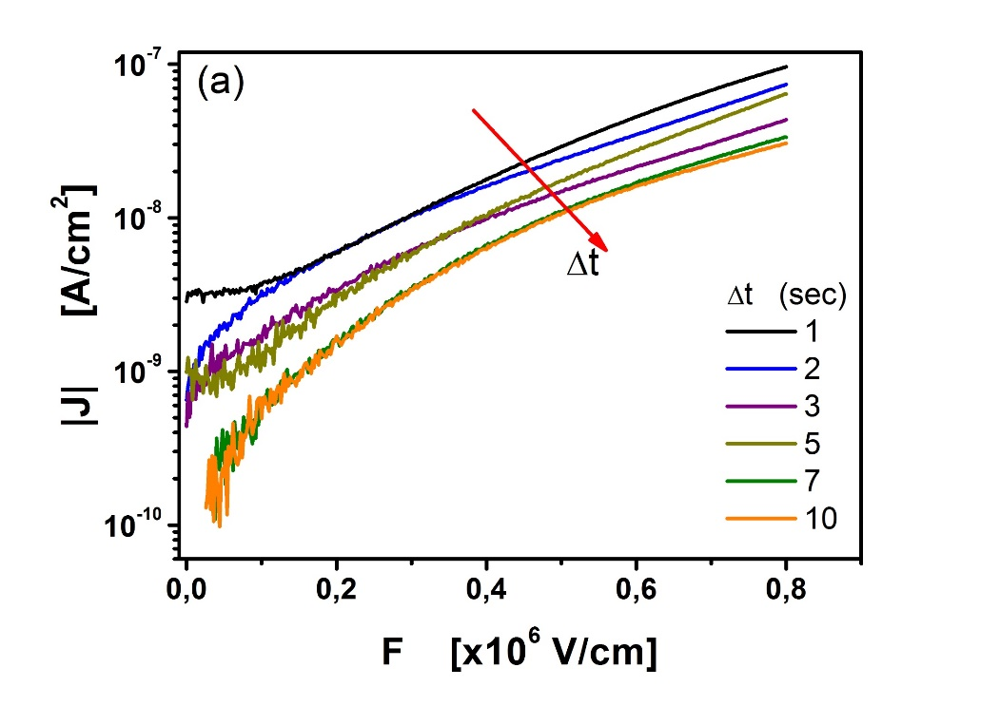 (a)
10⁻⁷
10⁻⁸
10⁻⁹
10⁻¹⁰
|J| [A/cm²]
Δt
Δt (sec)
1
2
3
5
7
10
0,0 0,2 0,4 0,6 0,8
F [x10⁶ V/cm]